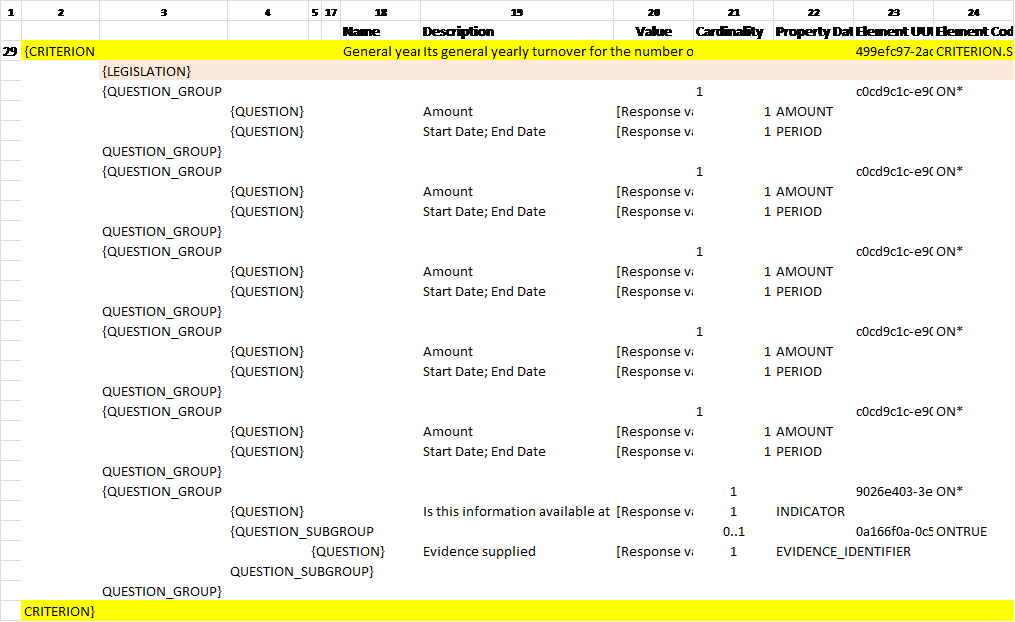 1 2 3 4 5 17 18 19 20 21 22 23 24
Name Description Value Cardinality Property Dat Element UU Element Cod
29 {CRITERION General year Its general yearly turnover for the number o 499efc97-2ac CRITERION.S
{LEGISLATION}
{QUESTION_GROUP 1 c0cd9c1c-e90 ON*
{QUESTION} Amount [Response va 1 AMOUNT
{QUESTION} Start Date; End Date [Response va 1 PERIOD
QUESTION_GROUP}
{QUESTION_GROUP 1 c0cd9c1c-e90 ON*
{QUESTION} Amount [Response va 1 AMOUNT
{QUESTION} Start Date; End Date [Response va 1 PERIOD
QUESTION_GROUP}
{QUESTION_GROUP 1 c0cd9c1c-e90 ON*
{QUESTION} Amount [Response va 1 AMOUNT
{QUESTION} Start Date; End Date [Response va 1 PERIOD
QUESTION_GROUP}
{QUESTION_GROUP 1 c0cd9c1c-e90 ON*
{QUESTION} Amount [Response va 1 AMOUNT
{QUESTION} Start Date; End Date [Response va 1 PERIOD
QUESTION_GROUP}
{QUESTION_GROUP 1 c0cd9c1c-e90 ON*
{QUESTION} Amount [Response va 1 AMOUNT
{QUESTION} Start Date; End Date [Response va 1 PERIOD
QUESTION_GROUP}
{QUESTION_GROUP 1 9026e403-3e ON*
{QUESTION} Is this information available at [Response va 1 INDICATOR
{QUESTION_SUBGROUP 0..1 0a166f0a-0c5 ONTRUE
{QUESTION} Evidence supplied [Response va 1 EVIDENCE_IDENTIFIER
QUESTION_SUBGROUP}
QUESTION_GROUP}
CRITERION}